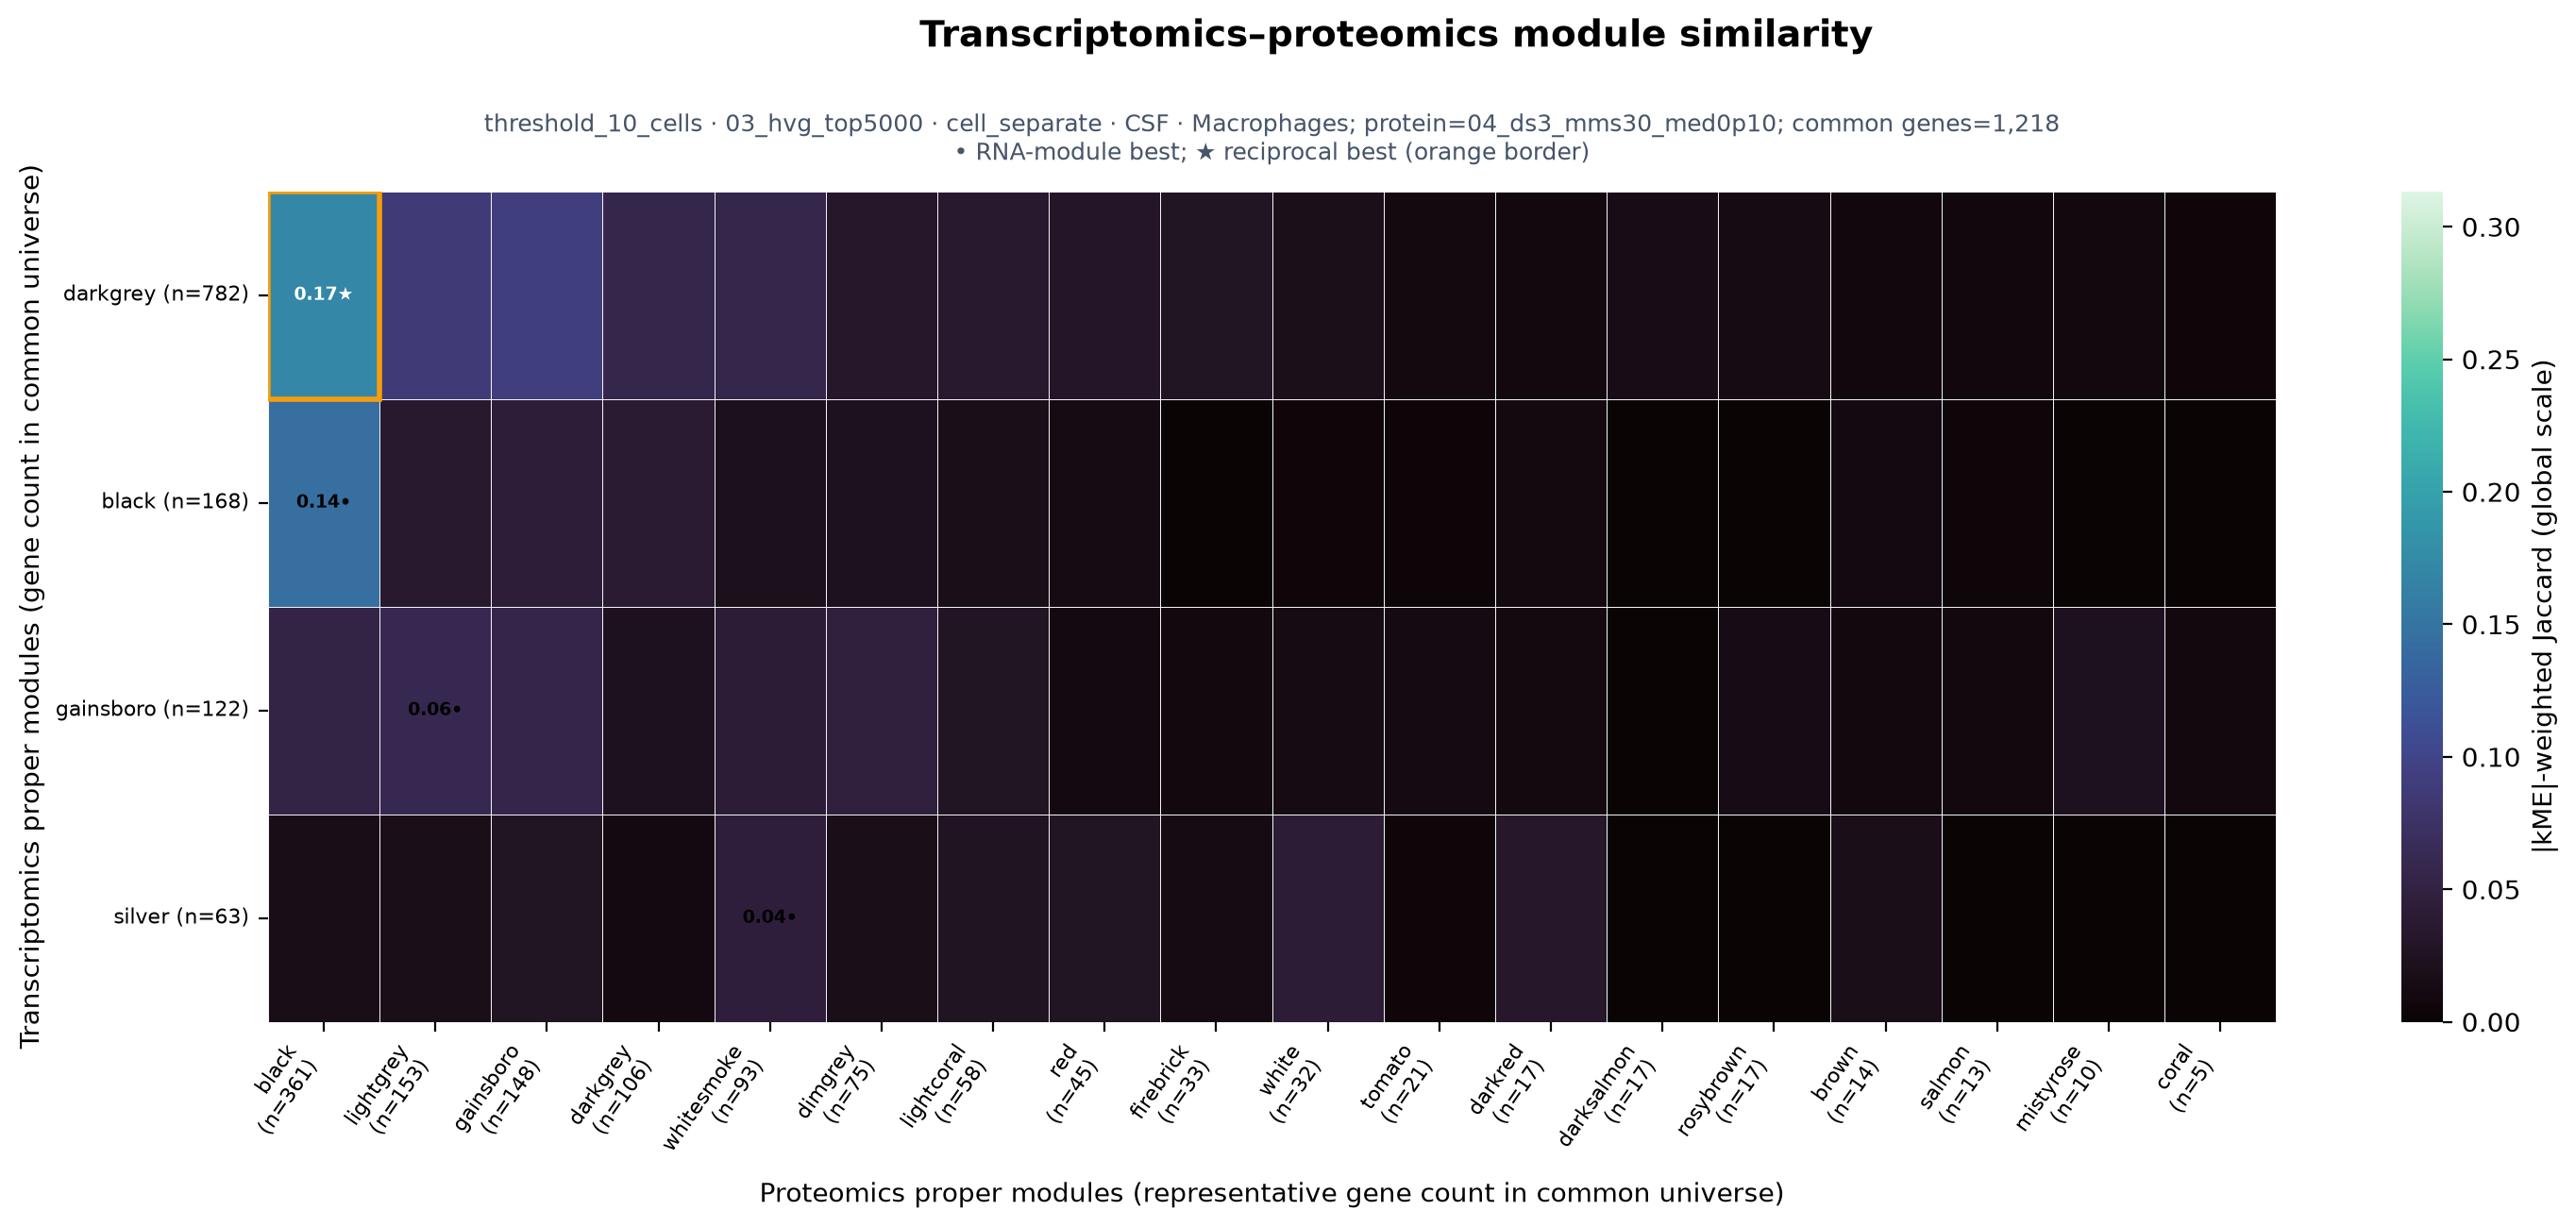 Transcriptomics–proteomics module similarity
threshold_10_cells · 03_hvg_top5000 · cell_separate · CSF · Macrophages; protein=04_ds3_mms30_med0p10; common genes=1,218
• RNA-module best; ★ reciprocal best (orange border)
Transcriptomics proper modules (gene count in common universe)
darkgrey (n=782)
black (n=168)
gainsboro (n=122)
silver (n=63)
0.17★
0.14•
0.06•
0.04•
black
(n=361)
lightgrey
(n=153)
gainsboro
(n=148)
darkgrey
(n=106)
whitesmoke
(n=93)
dimgrey
(n=75)
lightcoral
(n=58)
red
(n=45)
firebrick
(n=33)
white
(n=32)
tomato
(n=21)
darkred
(n=17)
darksalmon
(n=17)
rosybrown
(n=17)
brown
(n=14)
salmon
(n=13)
mistyrose
(n=10)
coral
(n=5)
Proteomics proper modules (representative gene count in common universe)
0.30
0.25
0.20
0.15
0.10
0.05
0.00
|kME|-weighted Jaccard (global scale)